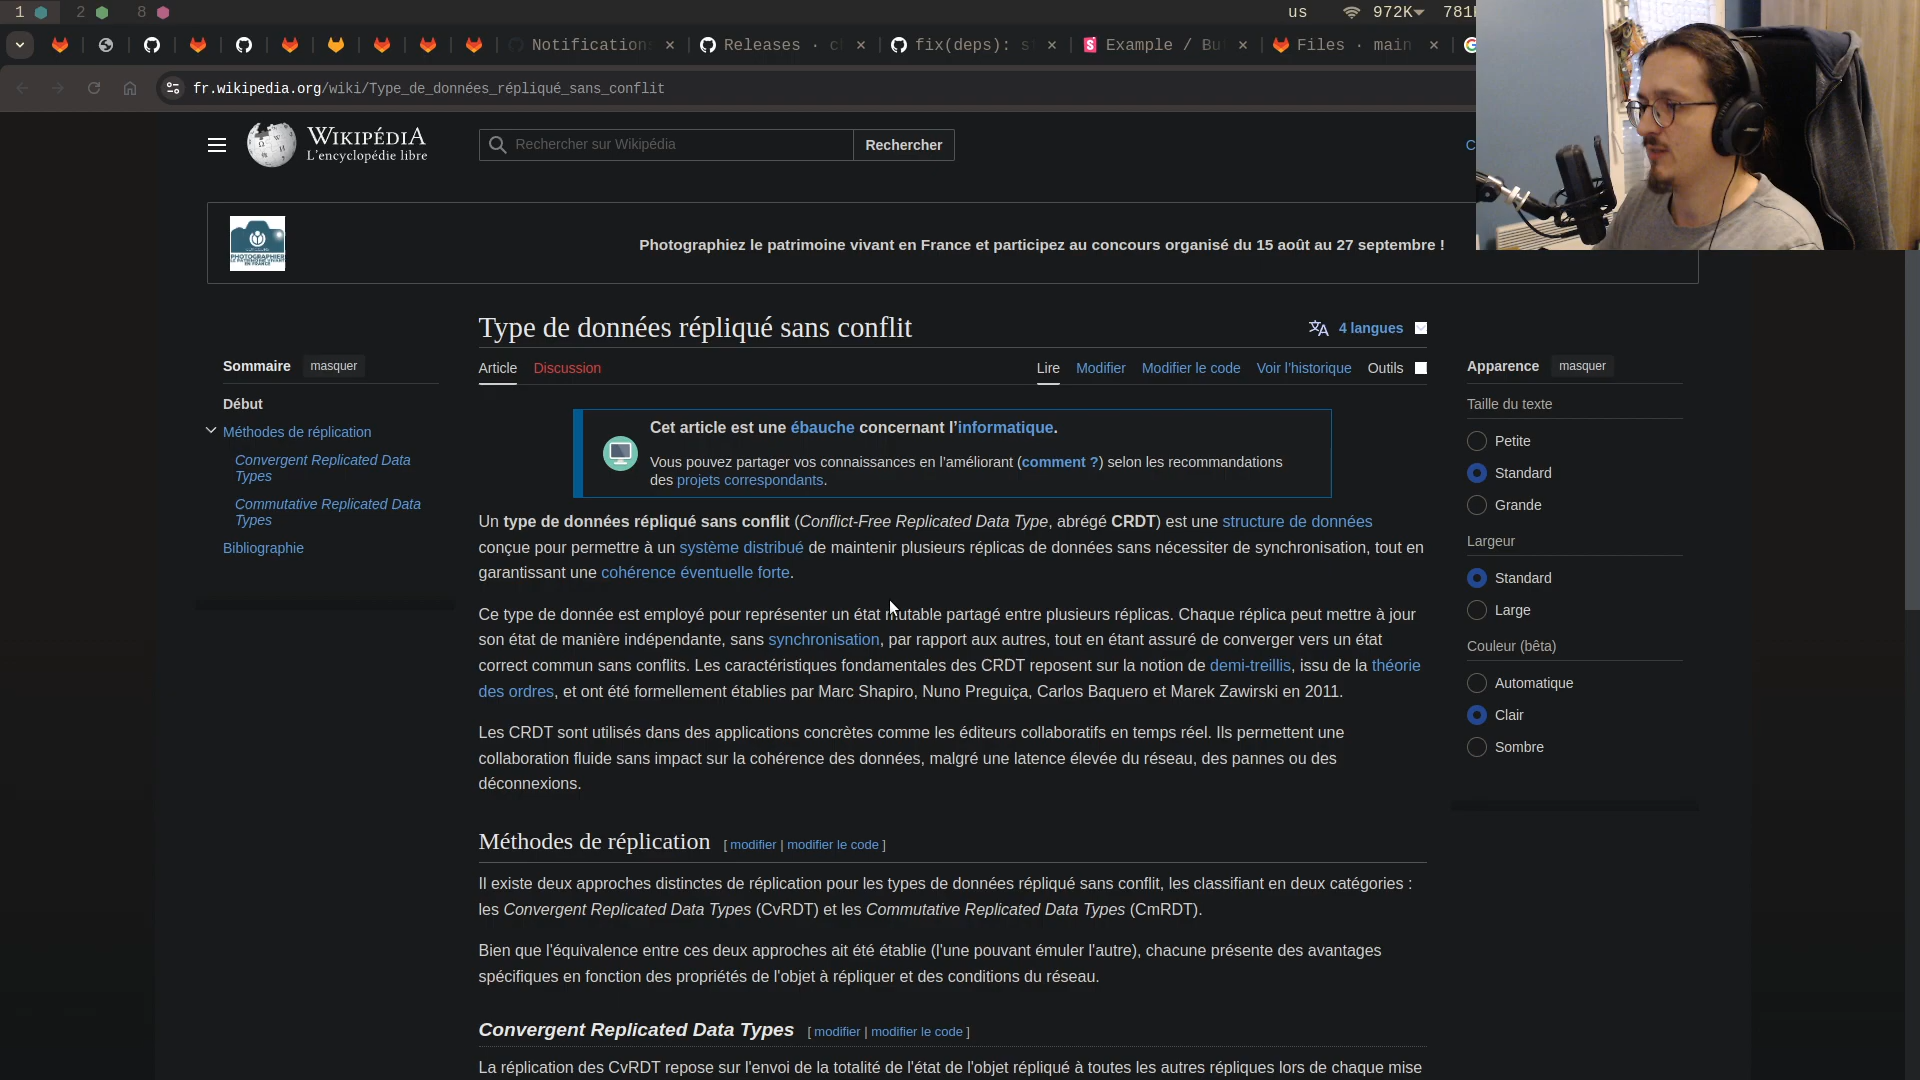 1 2 8 us 972K 781
Notification Releases · c fix(deps): s Example / Bu Files · main
fr.wikipedia.org/wiki/Type_de_données_répliqué_sans_conflit
WIKIPÉDIA
L'encyclopédie libre
Rechercher sur Wikipédia
Rechercher
C
PHOTOGRAPHIER
LE PATRIMOINE VIVANT
EN FRANCE
Photographiez le patrimoine vivant en France et participez au concours organisé du 15 août au 27 septembre !
Type de données répliqué sans conflit
4 langues
Article Discussion Lire Modifier Modifier le code Voir l'historique Outils
Sommaire masquer
Début
Méthodes de réplication
Convergent Replicated Data
Types
Commutative Replicated Data
Types
Bibliographie
Cet article est une ébauche concernant l'informatique.
Vous pouvez partager vos connaissances en l'améliorant (comment ?) selon les recommandations
des projets correspondants.
Un type de données répliqué sans conflit (Conflict-Free Replicated Data Type, abrégé CRDT) est une structure de données
conçue pour permettre à un système distribué de maintenir plusieurs réplicas de données sans nécessiter de synchronisation, tout en
garantissant une cohérence éventuelle forte.
Ce type de donnée est employé pour représenter un état mutable partagé entre plusieurs réplicas. Chaque réplica peut mettre à jour
son état de manière indépendante, sans synchronisation, par rapport aux autres, tout en étant assuré de converger vers un état
correct commun sans conflits. Les caractéristiques fondamentales des CRDT reposent sur la notion de demi-treillis, issu de la théorie
des ordres, et ont été formellement établies par Marc Shapiro, Nuno Preguiça, Carlos Baquero et Marek Zawirski en 2011.
Les CRDT sont utilisés dans des applications concrètes comme les éditeurs collaboratifs en temps réel. Ils permettent une
collaboration fluide sans impact sur la cohérence des données, malgré une latence élevée du réseau, des pannes ou des
déconnexions.
Méthodes de réplication [ modifier | modifier le code ]
Il existe deux approches distinctes de réplication pour les types de données répliqué sans conflit, les classifiant en deux catégories :
les Convergent Replicated Data Types (CvRDT) et les Commutative Replicated Data Types (CmRDT).
Bien que l'équivalence entre ces deux approches ait été établie (l'une pouvant émuler l'autre), chacune présente des avantages
spécifiques en fonction des propriétés de l'objet à répliquer et des conditions du réseau.
Convergent Replicated Data Types [ modifier | modifier le code ]
La réplication des CvRDT repose sur l'envoi de la totalité de l'état de l'objet répliqué à toutes les autres répliques lors de chaque mise
Apparence masquer
Taille du texte
Petite
Standard
Grande
Largeur
Standard
Large
Couleur (bêta)
Automatique
Clair
Sombre